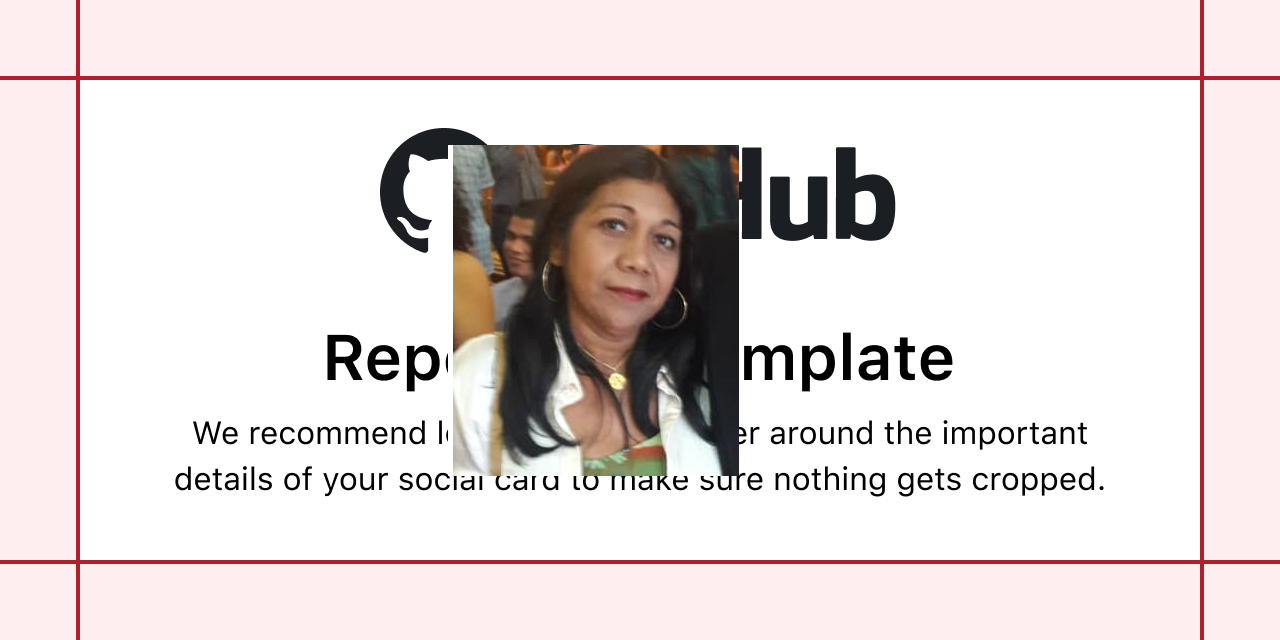 Hub
Rep mplate
We recommend er around the important
details of your social card to make sure nothing gets cropped.